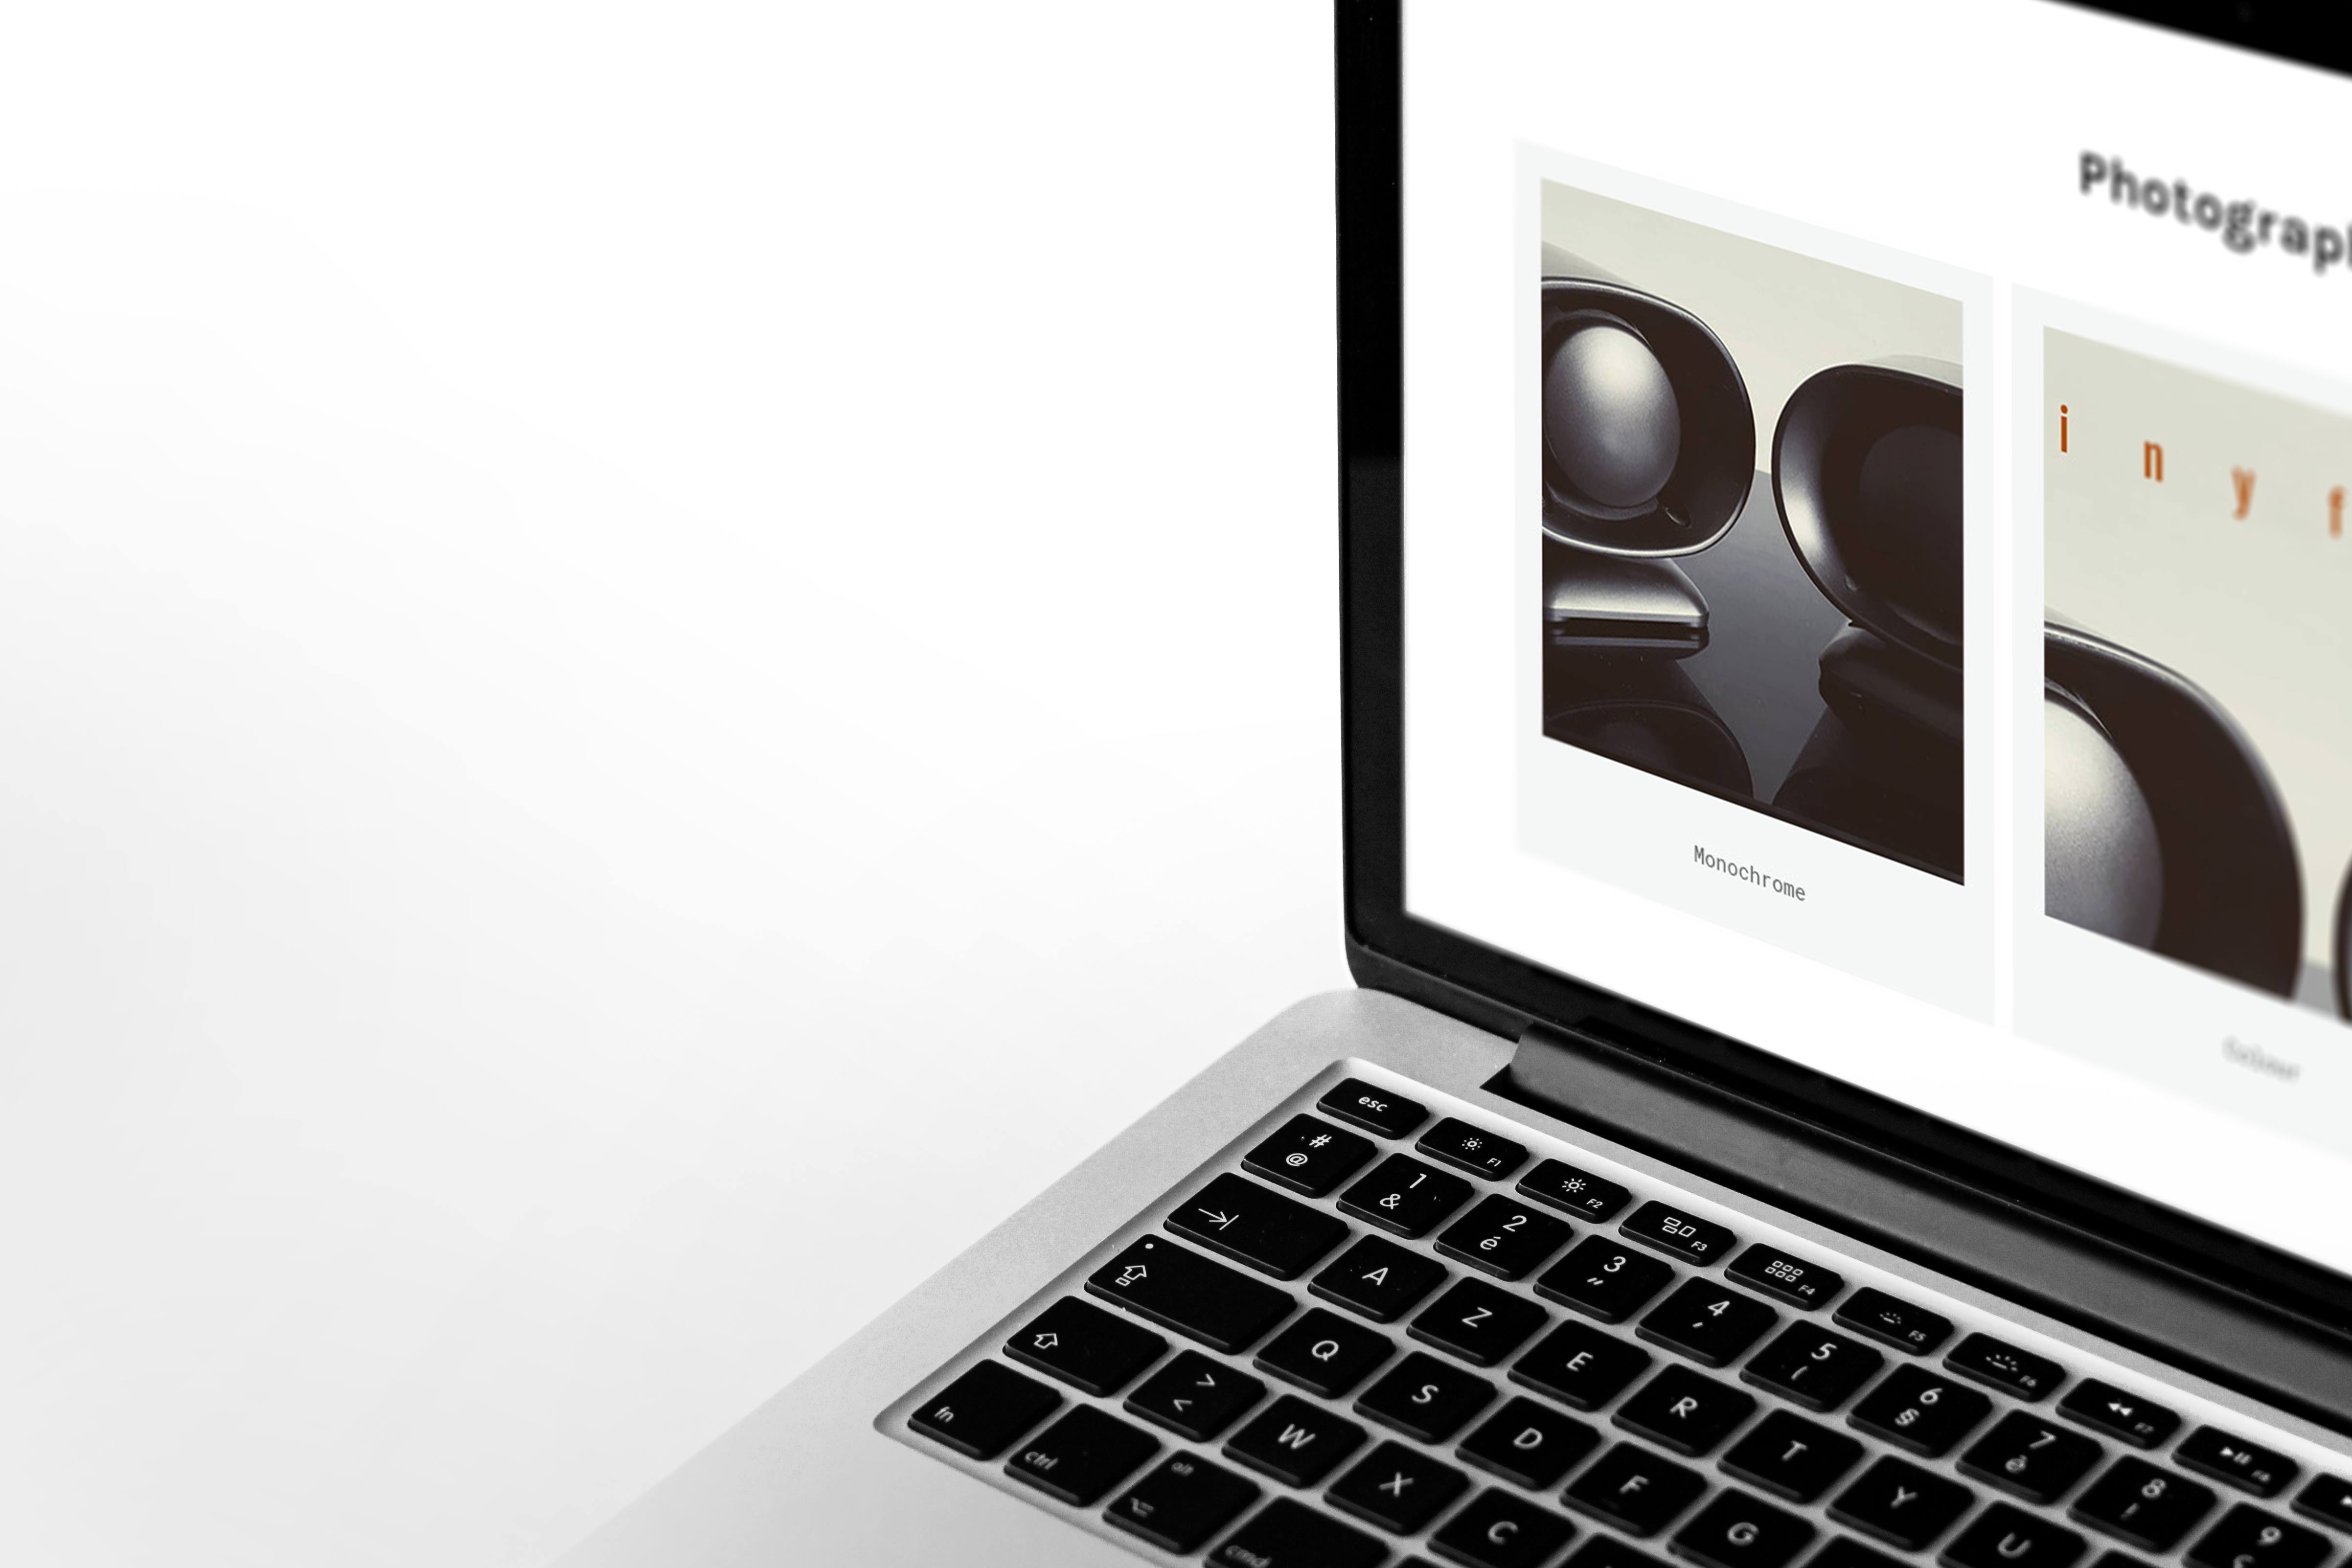 Photograph
i n y f
Monochrome
Colour
esc
F1
F2
F3
F4
F5
F6
F7
F8
# @
1 &
2 é
3 "
4 '
5 (
6 §
7 è
8 !
9
A Z E R T Y U
Q S D F G
> <
W X C
fn
ctrl
alt
cmd